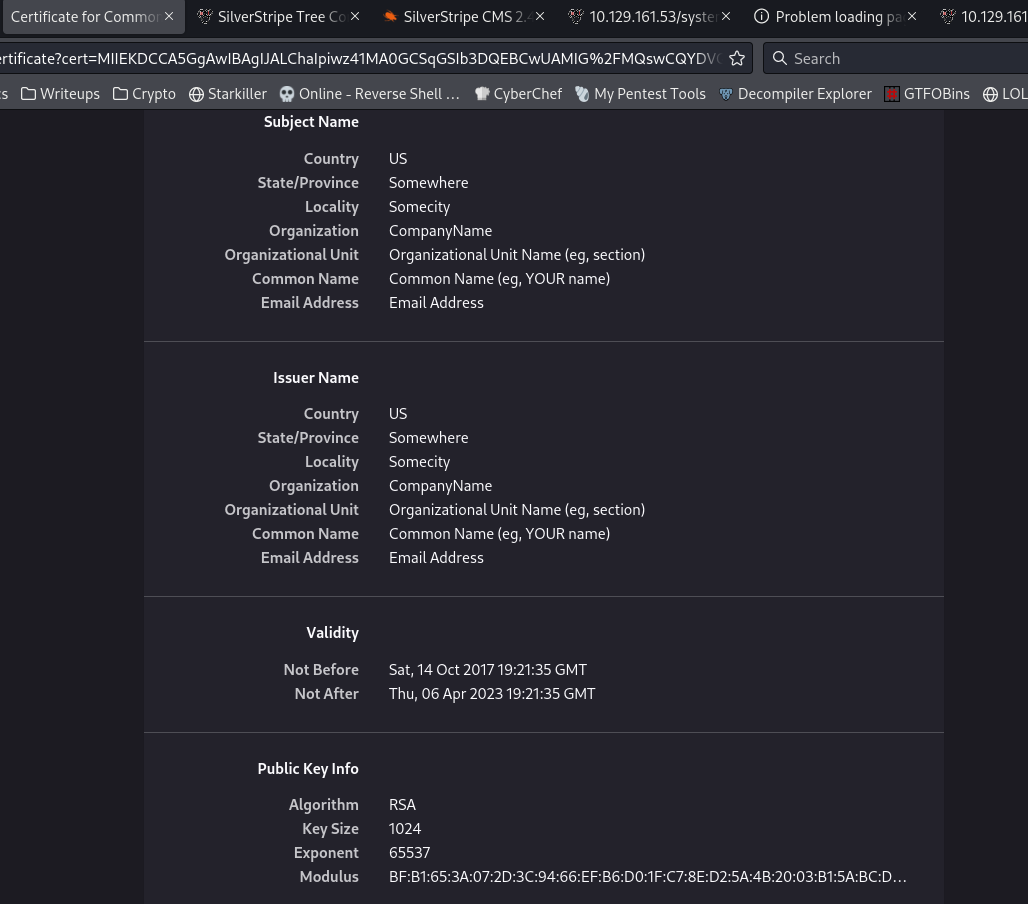 Certificate for Commo × SilverStripe Tree Co × SilverStripe CMS 2.4 × 10.129.161.53/syste × Problem loading pa × 10.129.161
ertificate?cert=MIIEKDCCA5GgAwIBAgIJALChaIpiwz41MA0GCSqGSIb3DQEBCwUAMIG%2FMQswCQYDVQ Search
s Writeups Crypto Starkiller Online - Reverse Shell ... CyberChef My Pentest Tools Decompiler Explorer GTFOBins LOL
Subject Name
Country US
State/Province Somewhere
Locality Somecity
Organization CompanyName
Organizational Unit Organizational Unit Name (eg, section)
Common Name Common Name (eg, YOUR name)
Email Address Email Address
Issuer Name
Country US
State/Province Somewhere
Locality Somecity
Organization CompanyName
Organizational Unit Organizational Unit Name (eg, section)
Common Name Common Name (eg, YOUR name)
Email Address Email Address
Validity
Not Before Sat, 14 Oct 2017 19:21:35 GMT
Not After Thu, 06 Apr 2023 19:21:35 GMT
Public Key Info
Algorithm RSA
Key Size 1024
Exponent 65537
Modulus BF:B1:65:3A:07:2D:3C:94:66:EF:B6:D0:1F:C7:8E:D2:5A:4B:20:03:B1:5A:BC:D...